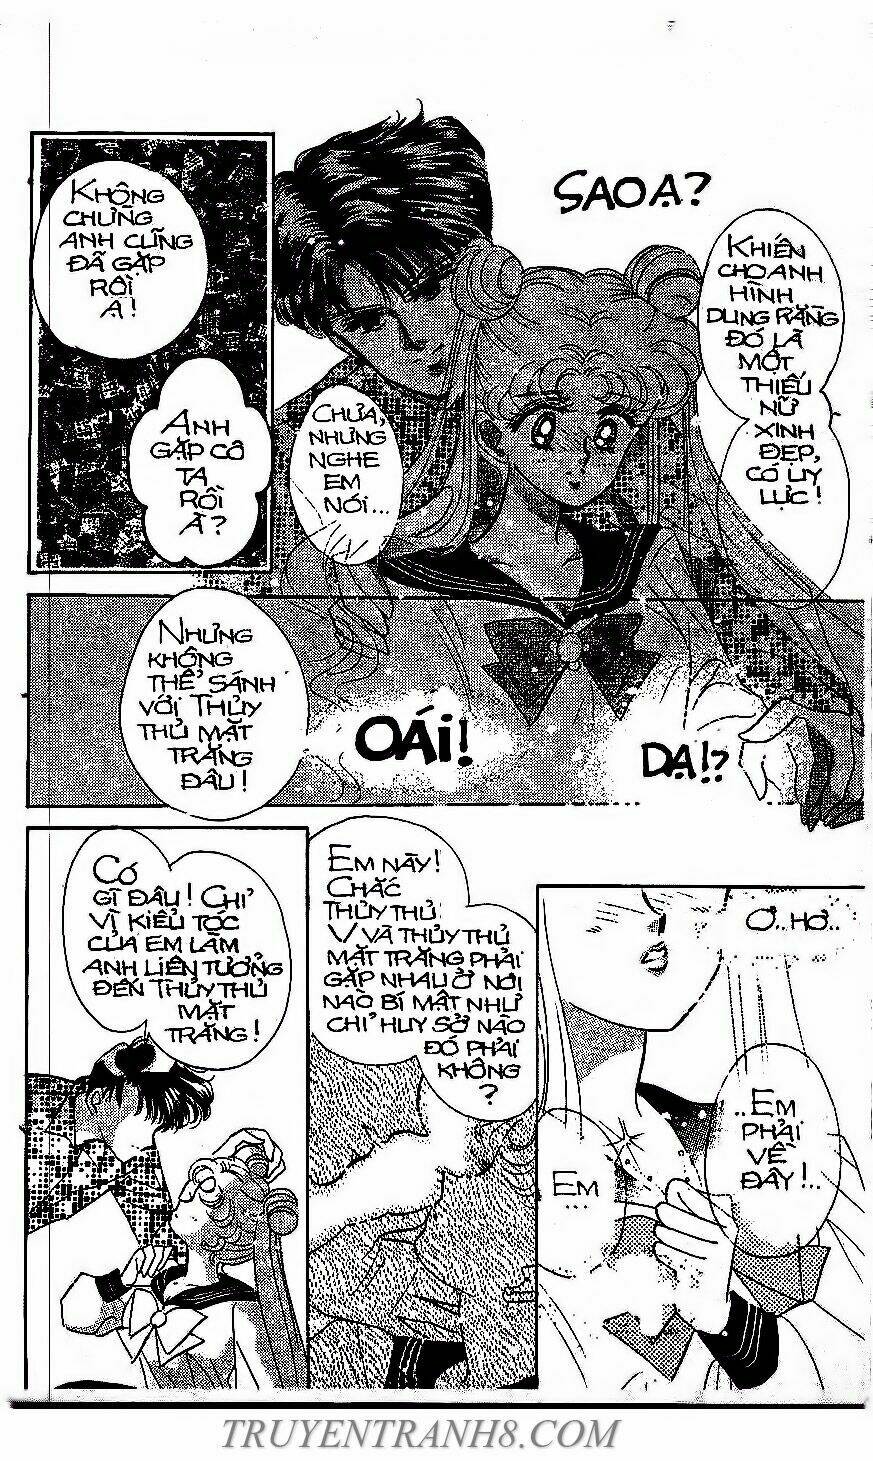 KHÔNG
CHỪNG
ANH CŨNG
ĐÃ GẶP
RỒI
Ạ!
ANH
GẶP CÔ
TA
RỒI
À?
SAO Ạ?
CHƯA,
NHƯNG
NGHE
EM
NÓI...
KHIẾN
CHO ANH
HÌNH
DUNG RẰNG
ĐÓ LÀ
MỘT
THIẾU
NỮ
XINH
ĐẸP,
CÓ UY
LỰC!
NHƯNG
KHÔNG
THỂ SÁNH
VỚI THỦY
THỦ MẶT
TRĂNG
ĐÂU!
OÁI!
DẠ!?
CÓ
GÌ ĐÂU! CHỈ
VÌ KIỂU TÓC
CỦA EM LÀM
ANH LIÊN TƯỞNG
ĐẾN THỦY THỦ
MẶT
TRĂNG!
EM NÀY!
CHẮC
THỦY THỦ
V VÀ THỦY THỦ
MẶT TRĂNG PHẢI
GẶP NHAU Ở NƠI
NÀO BÍ MẬT NHƯ
CHỈ HUY SỞ NÀO
ĐÓ PHẢI
KHÔNG
?
Ơ..HƠ..
EM
...
..EM
PHẢI
VỀ
ĐÂY!..
TRUYENTRANH8.COM